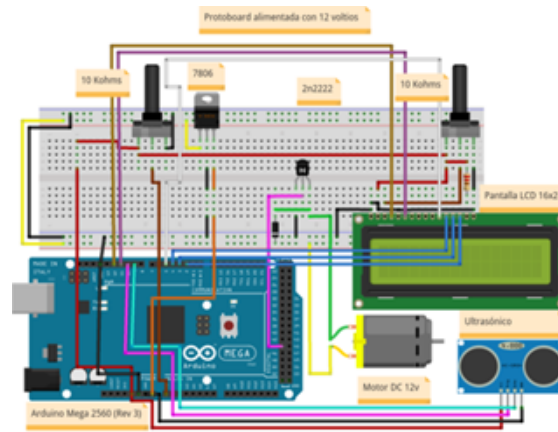 Protoboard alimentada con 12 voltios
10 Kohms
7806
2n2222
10 Kohms
Pantalla LCD 16x2
MEGA
ARDUINO
Ultrasónico
Motor DC 12v
Arduino Mega 2560 (Rev 3)